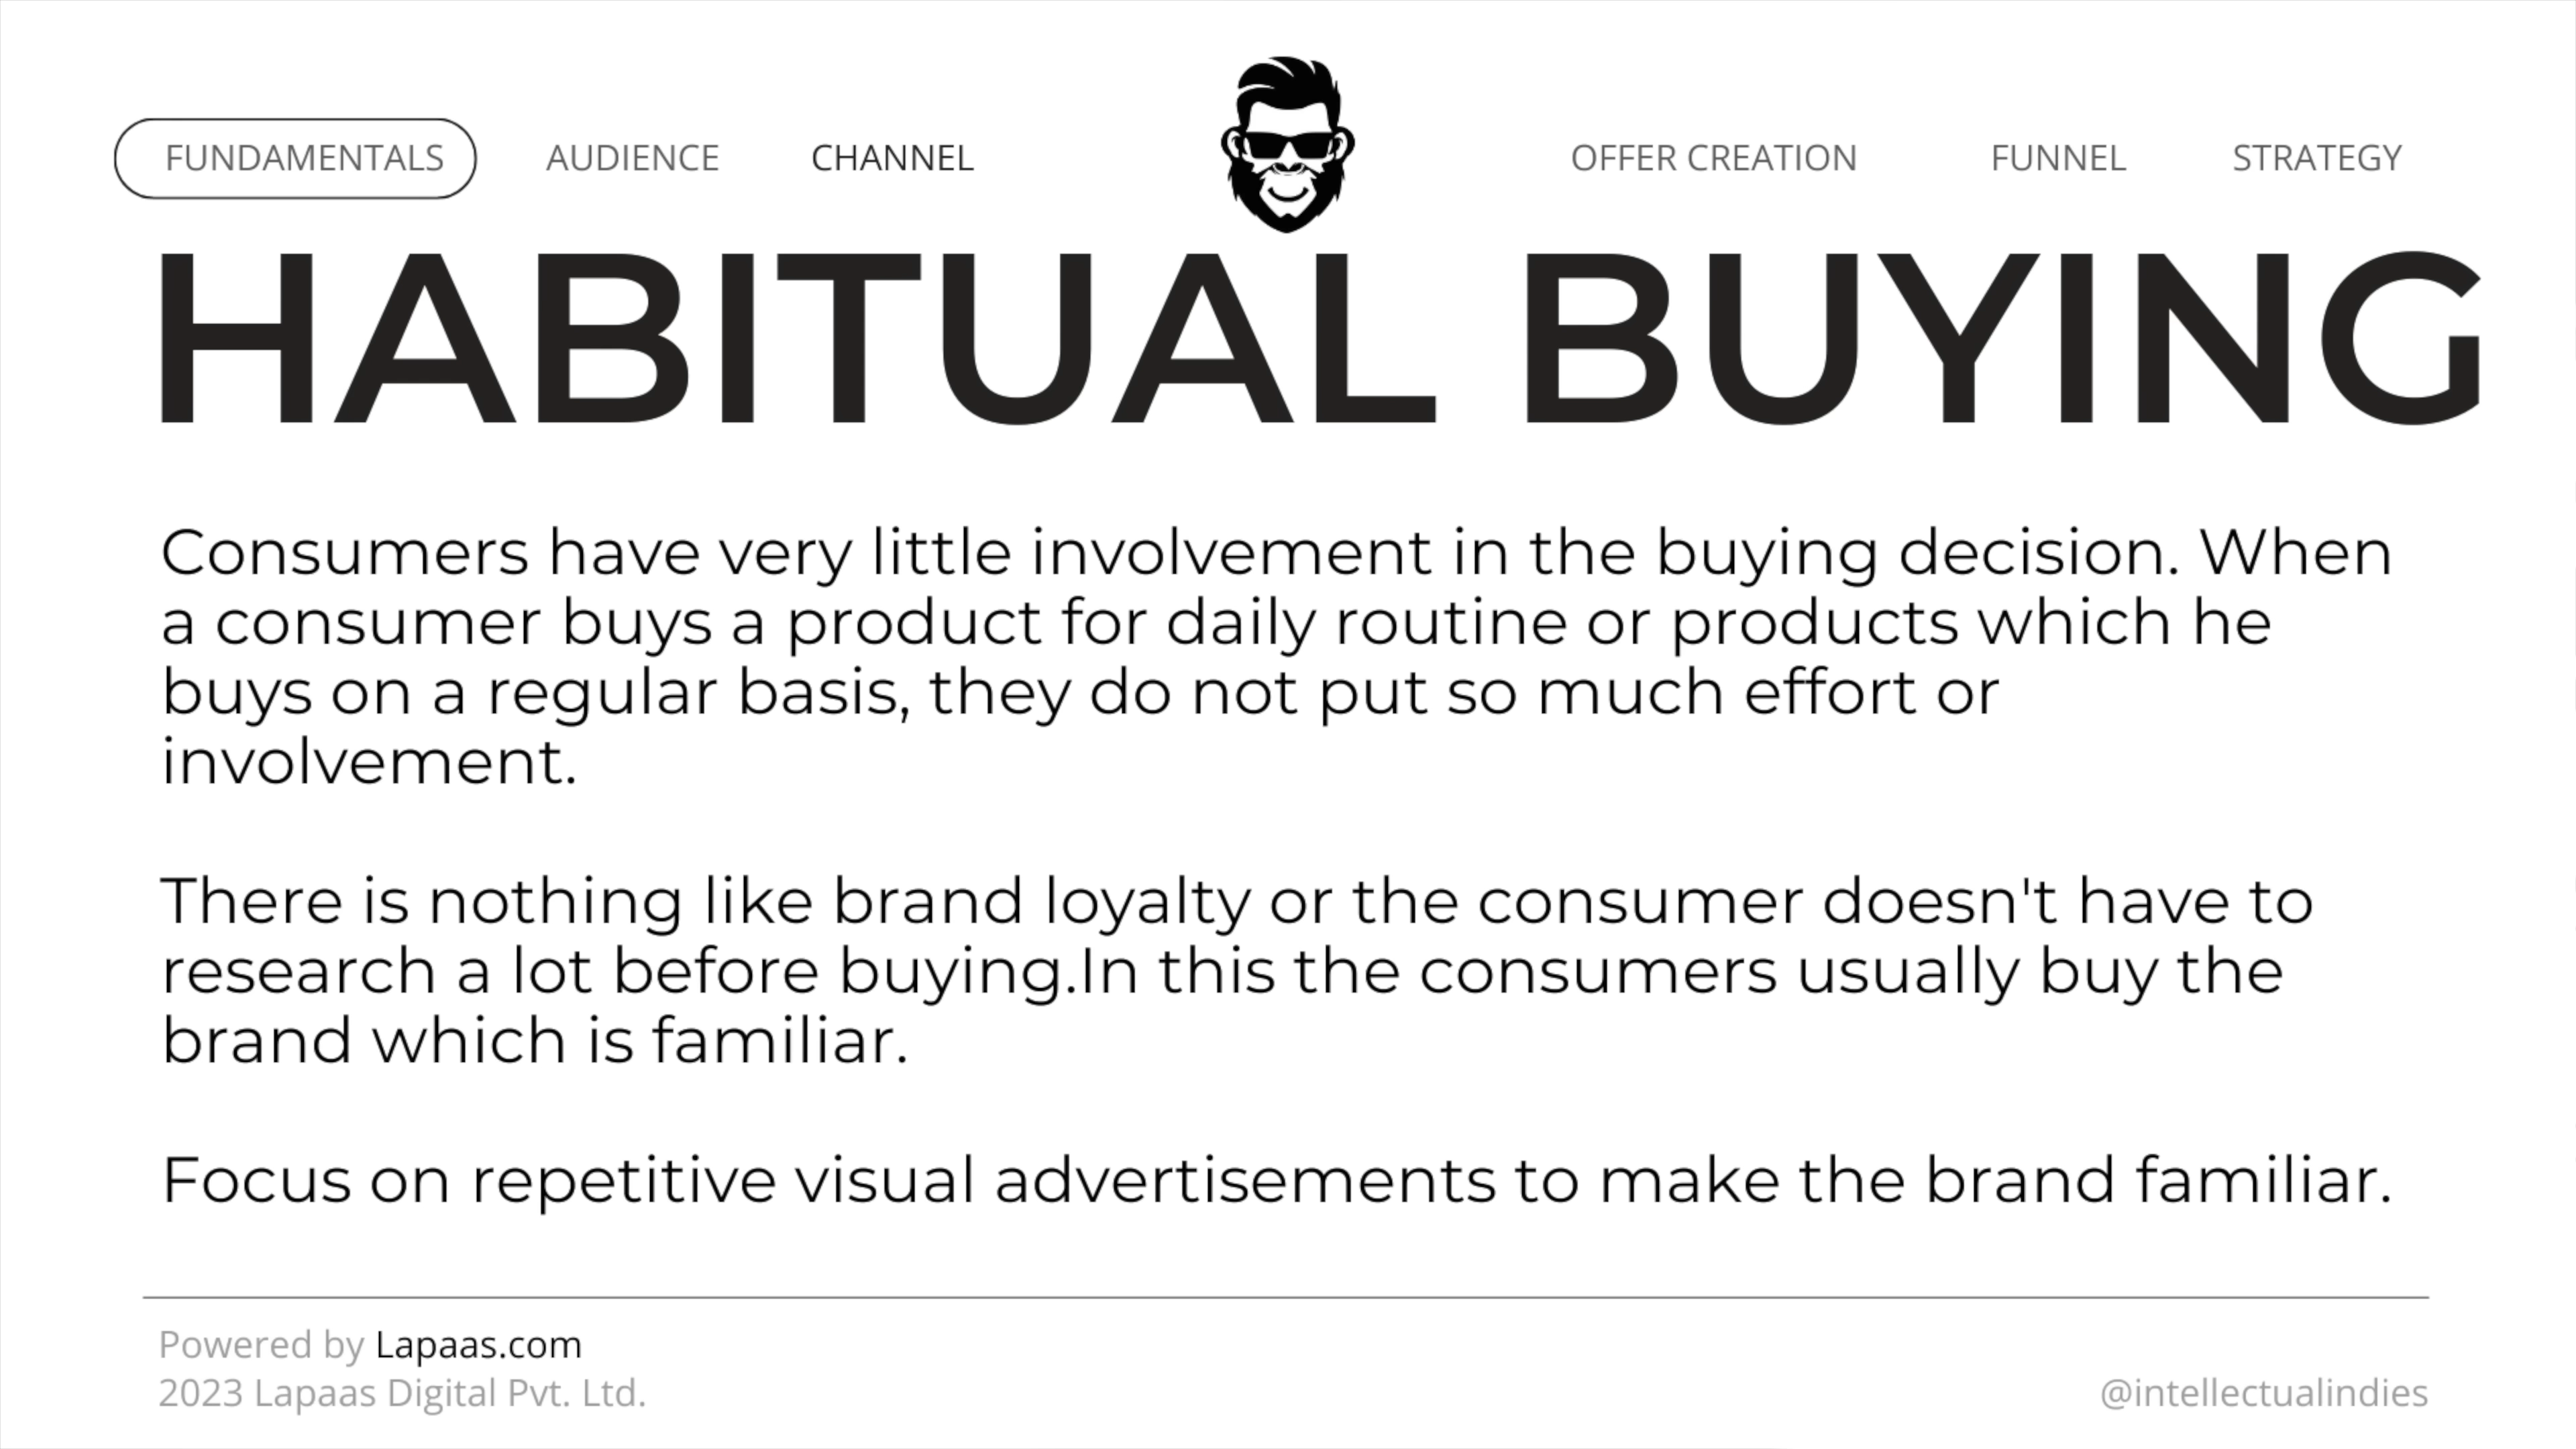 FUNDAMENTALS AUDIENCE CHANNEL OFFER CREATION FUNNEL STRATEGY
HABITUAL BUYING
Consumers have very little involvement in the buying decision. When
a consumer buys a product for daily routine or products which he
buys on a regular basis, they do not put so much effort or
involvement.
There is nothing like brand loyalty or the consumer doesn't have to
research a lot before buying.In this the consumers usually buy the
brand which is familiar.
Focus on repetitive visual advertisements to make the brand familiar.
Powered by Lapaas.com
2023 Lapaas Digital Pvt. Ltd.
@intellectualindies